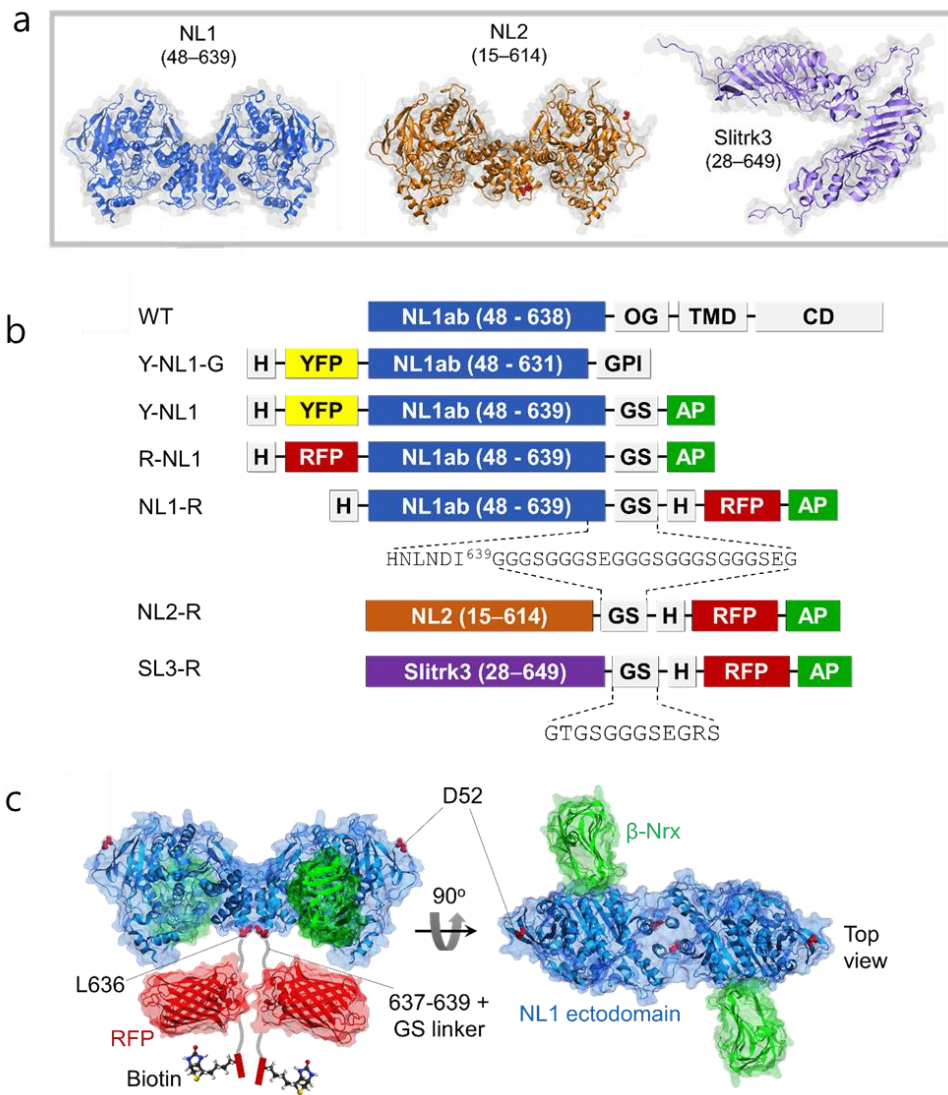 a
NL1
(48–639)
NL2
(15–614)
Slitrk3
(28–649)
b
WT NL1ab (48 - 638) OG TMD CD
Y-NL1-G H YFP NL1ab (48 - 631) GPI
Y-NL1 H YFP NL1ab (48 - 639) GS AP
R-NL1 H RFP NL1ab (48 - 639) GS AP
NL1-R H NL1ab (48 - 639) GS H RFP AP
HNLNDI639GGGSGGGSEGGGSGGGSGGGSEG
NL2-R NL2 (15–614) GS H RFP AP
SL3-R Slitrk3 (28–649) GS H RFP AP
GTGSGGGSEGRS
c
D52
β-Nrx
90º
Top
view
L636
637-639 +
GS linker
NL1 ectodomain
RFP
Biotin